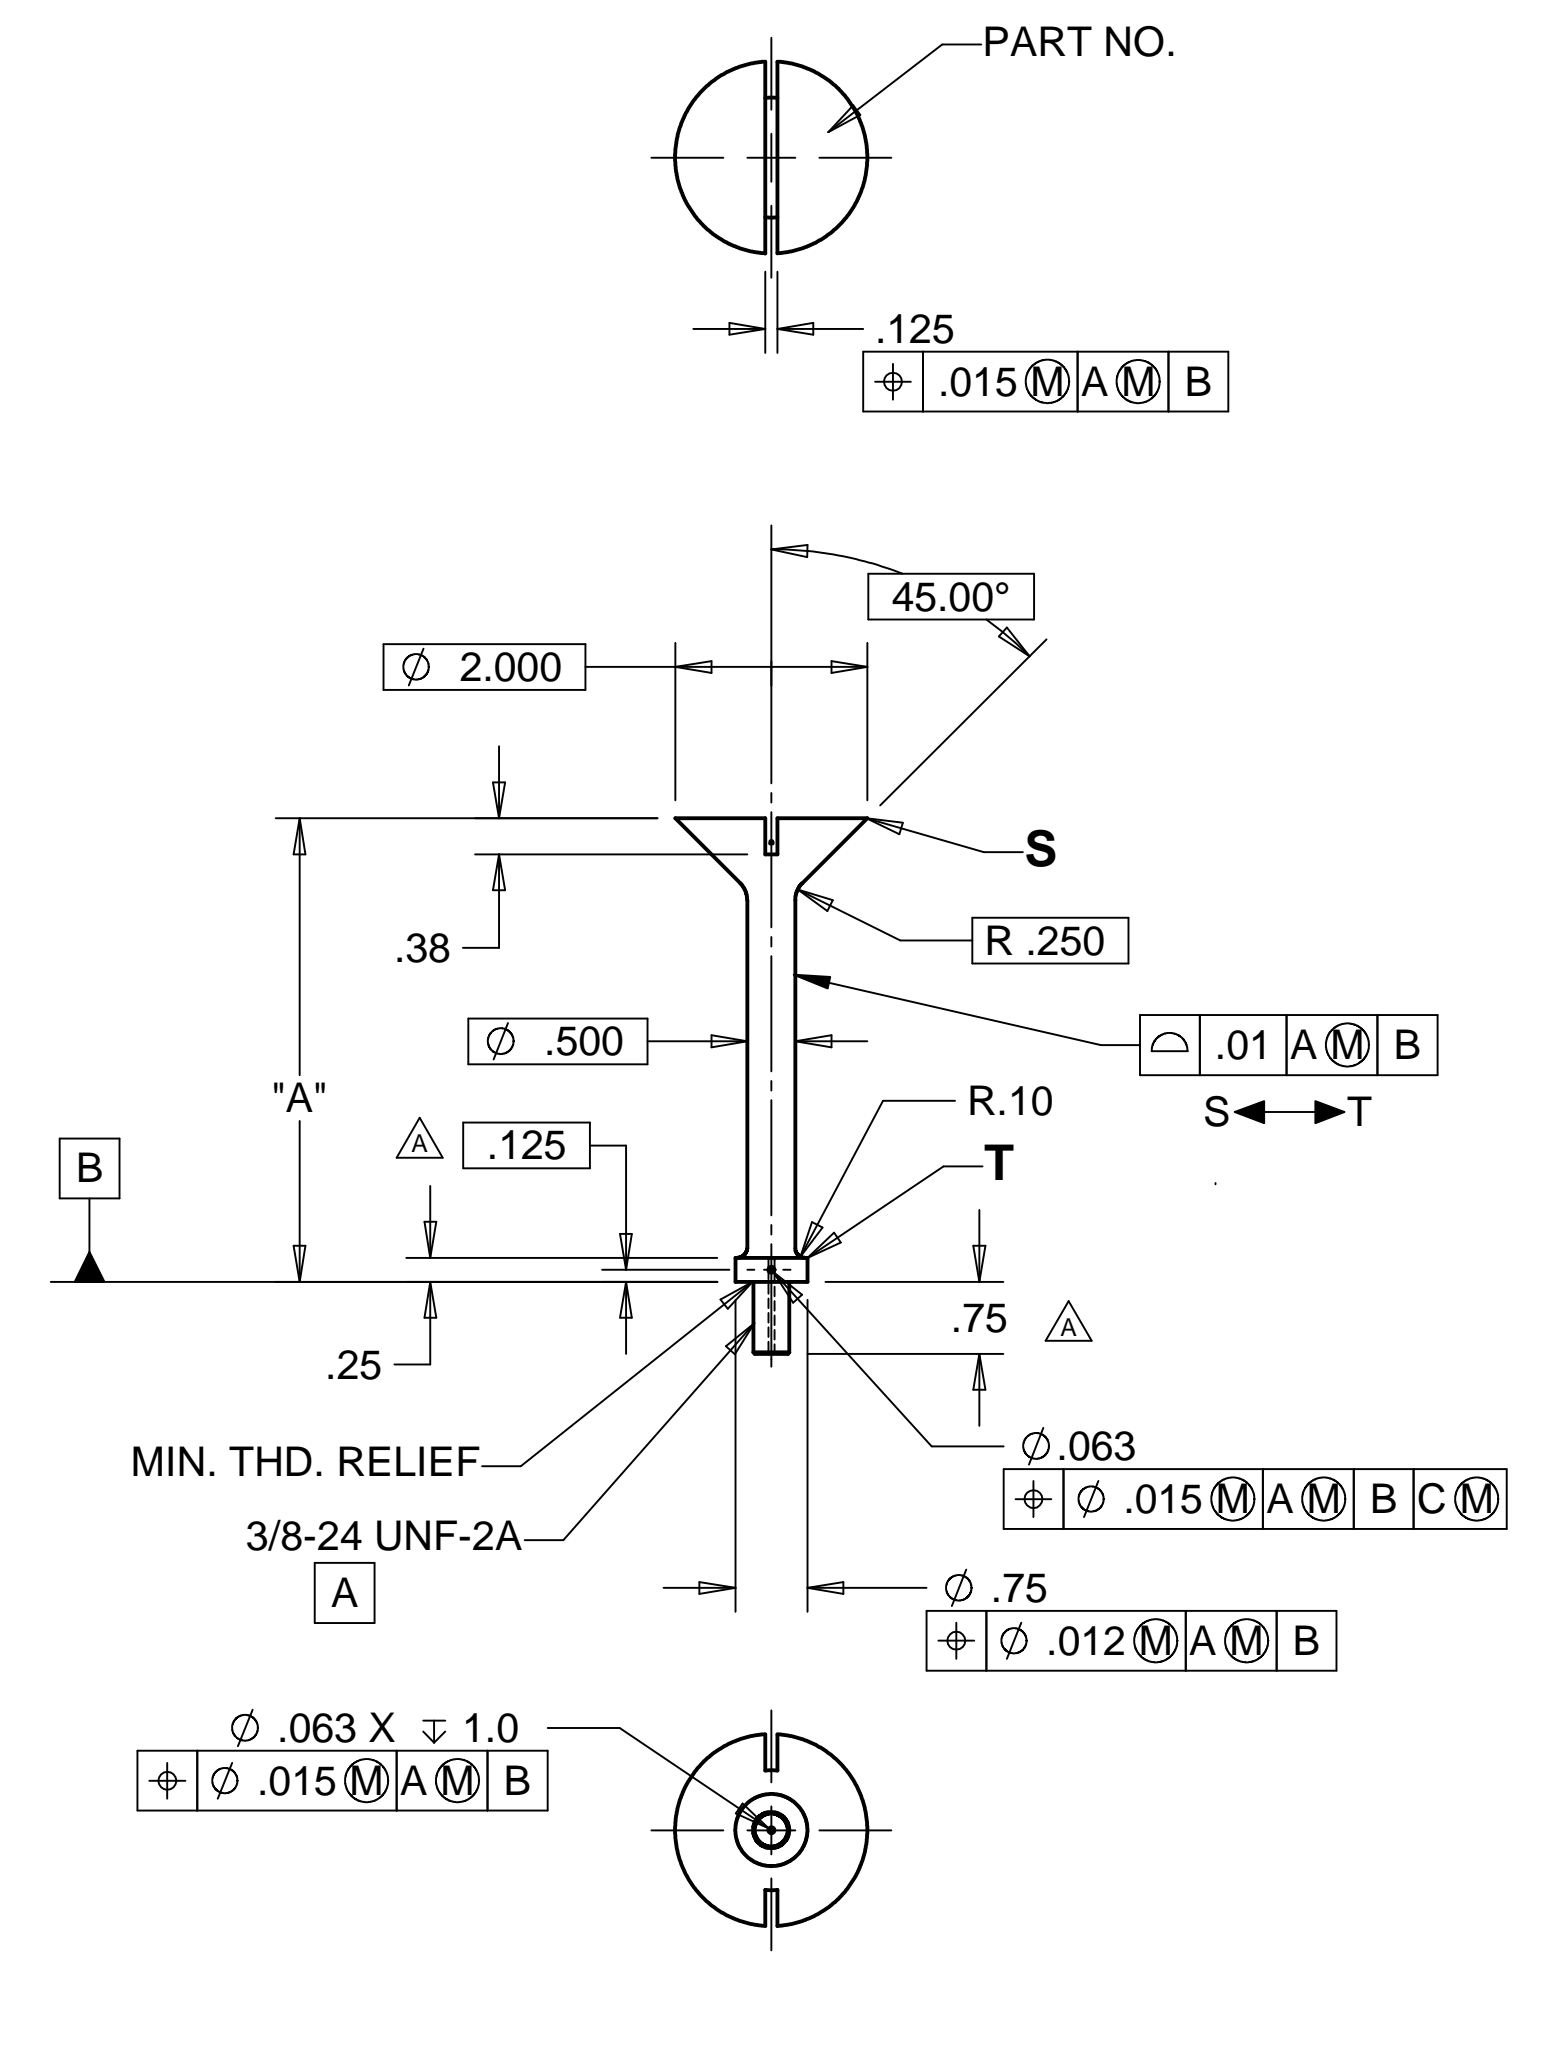 PART NO.
.125
⌖ .015 Ⓜ A Ⓜ B
45.00°
⌀ 2.000
S
.38
R .250
⌀ .500
⌓ .01 A Ⓜ B
S ↔ T
"A"
R.10
A .125
T
B
.75 A
.25
⌀.063
⌖ ⌀ .015 Ⓜ A Ⓜ B C Ⓜ
MIN. THD. RELIEF
3/8-24 UNF-2A
A
⌀ .75
⌖ ⌀ .012 Ⓜ A Ⓜ B
⌀ .063 X ↧ 1.0
⌖ ⌀ .015 Ⓜ A Ⓜ B